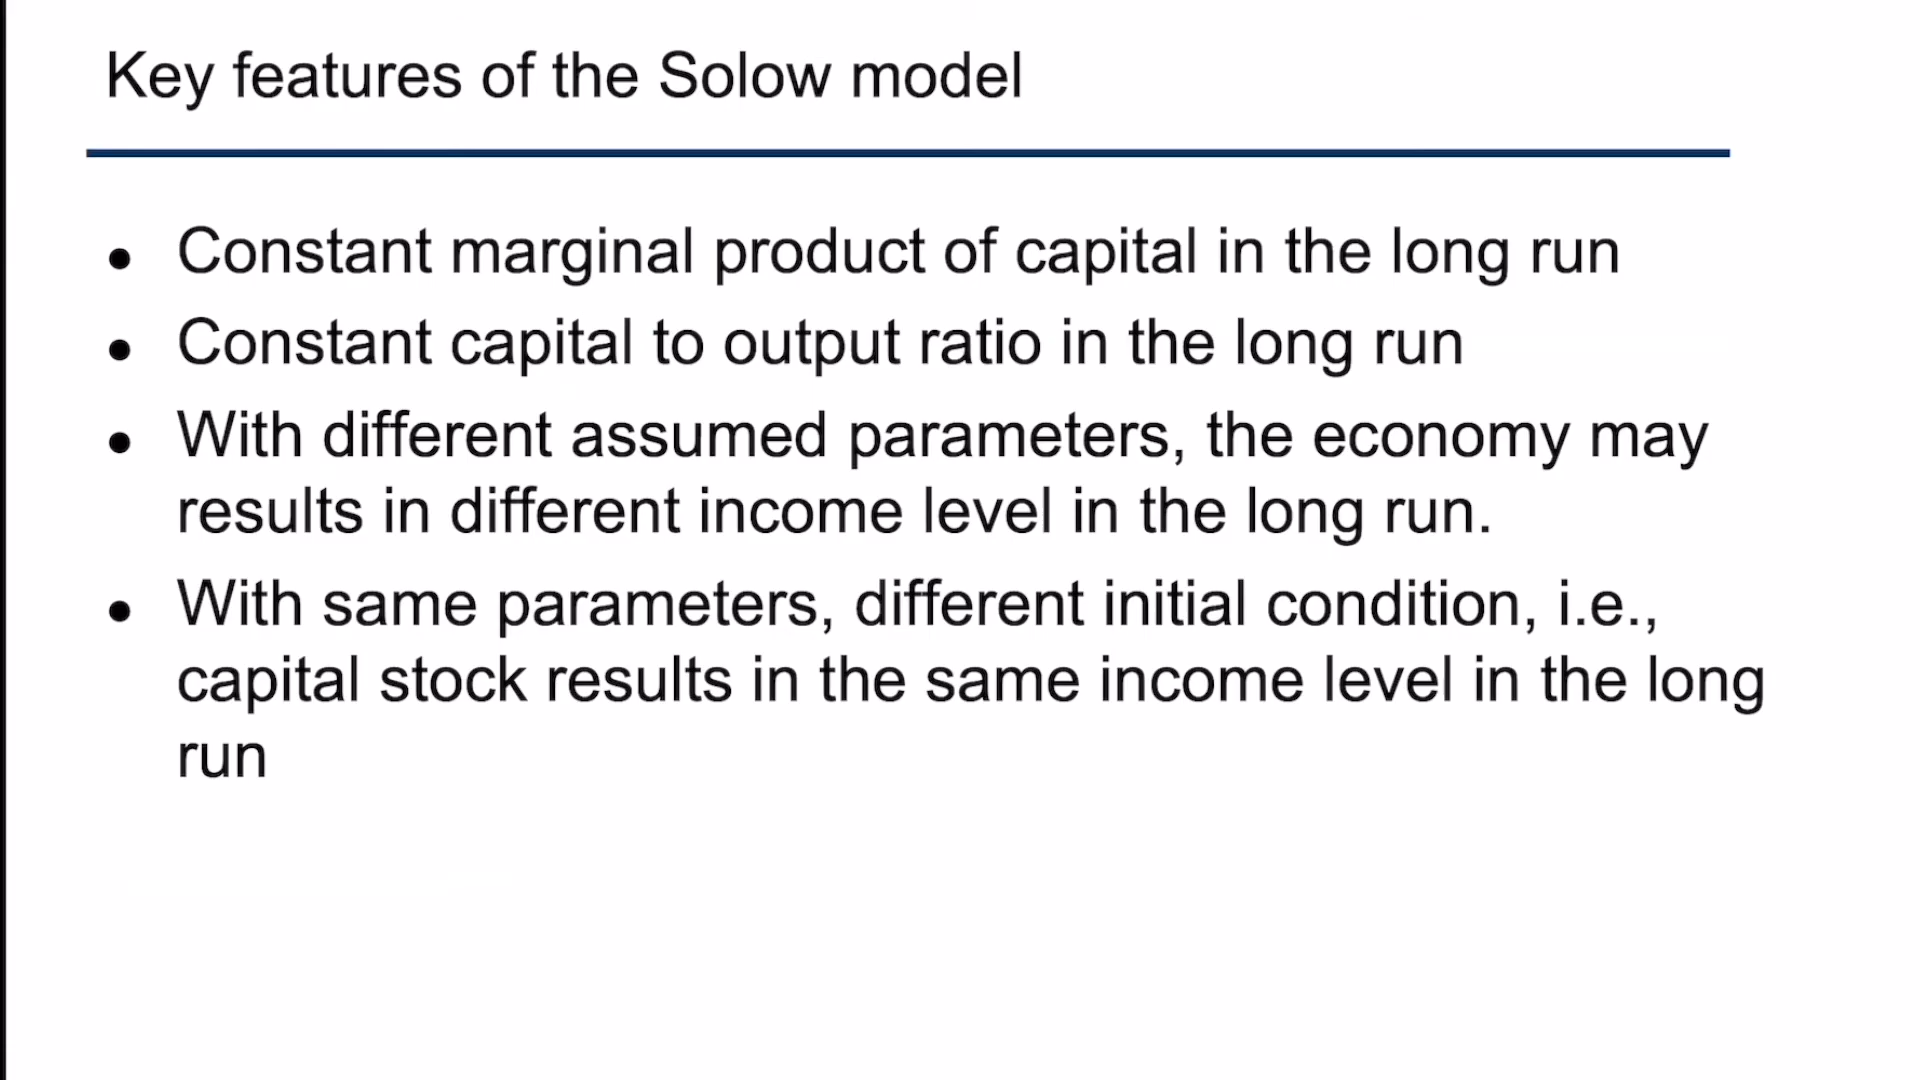 Key features of the Solow model
● Constant marginal product of capital in the long run
● Constant capital to output ratio in the long run
● With different assumed parameters, the economy may
results in different income level in the long run.
● With same parameters, different initial condition, i.e.,
capital stock results in the same income level in the long
run